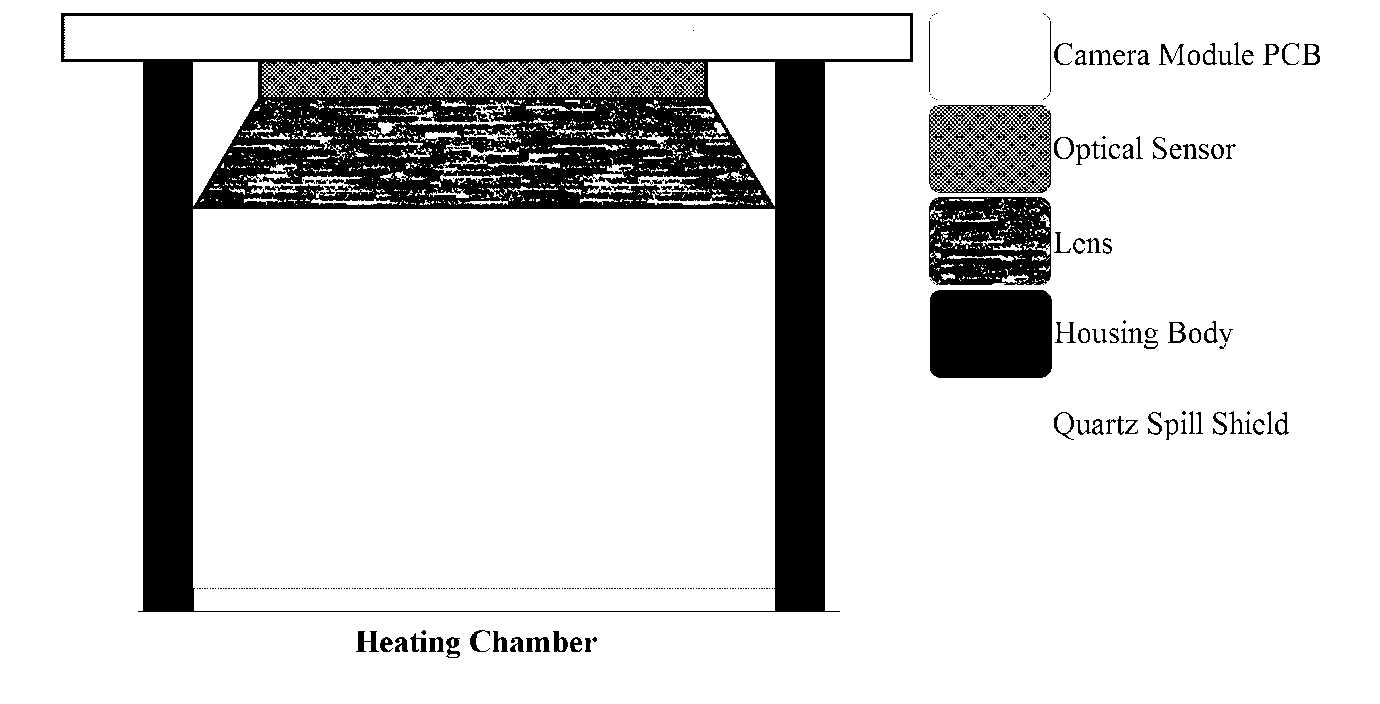 Camera Module PCB
Optical Sensor
Lens
Housing Body
Quartz Spill Shield
Heating Chamber